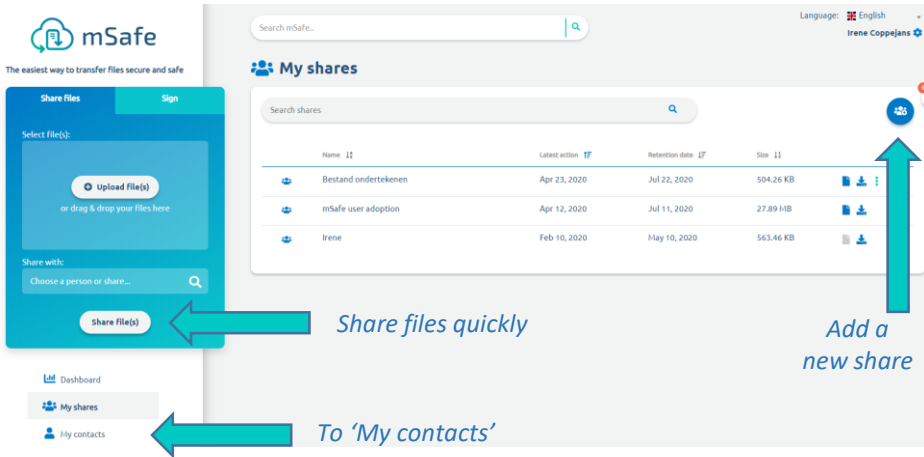 mSafe
The easiest way to transfer files secure and safe
Share files
Sign
Select file(s):
Upload file(s)
or drag & drop your files here
Share with:
Choose a person or share...
Share file(s)
Dashboard
My shares
My contacts
Search mSafe..
Language: English
Irene Coppejans
My shares
Search shares
Name Latest action Retention date Size
Bestand ondertekenen Apr 23, 2020 Jul 22, 2020 504.26 KB
mSafe user adoption Apr 12, 2020 Jul 11, 2020 27.89 MB
Irene Feb 10, 2020 May 10, 2020 563.46 KB
Share files quickly
Add a
new share
To ‘My contacts’